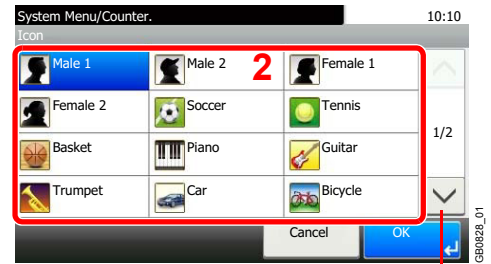 System Menu/Counter. 10:10
Icon
Male 1 Male 2 2 Female 1
Female 2 Soccer Tennis
1/2
Basket Piano Guitar
Trumpet Car Bicycle
Cancel OK
GB0828_01